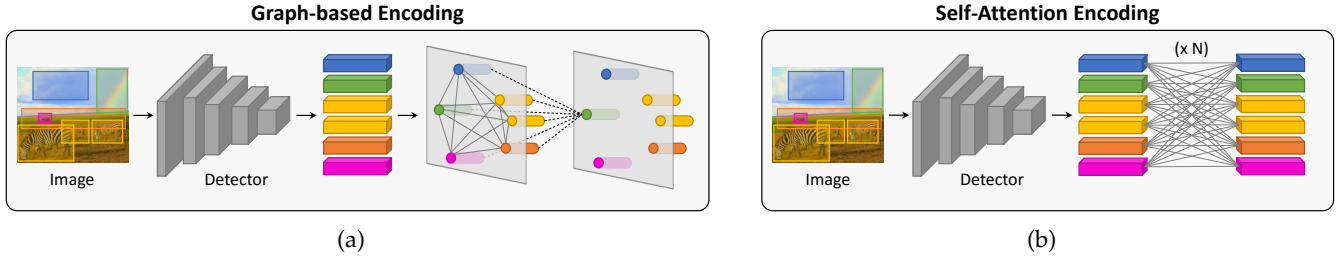 Graph-based Encoding
Image
Detector
(a)
Self-Attention Encoding
(x N)
Image
Detector
(b)